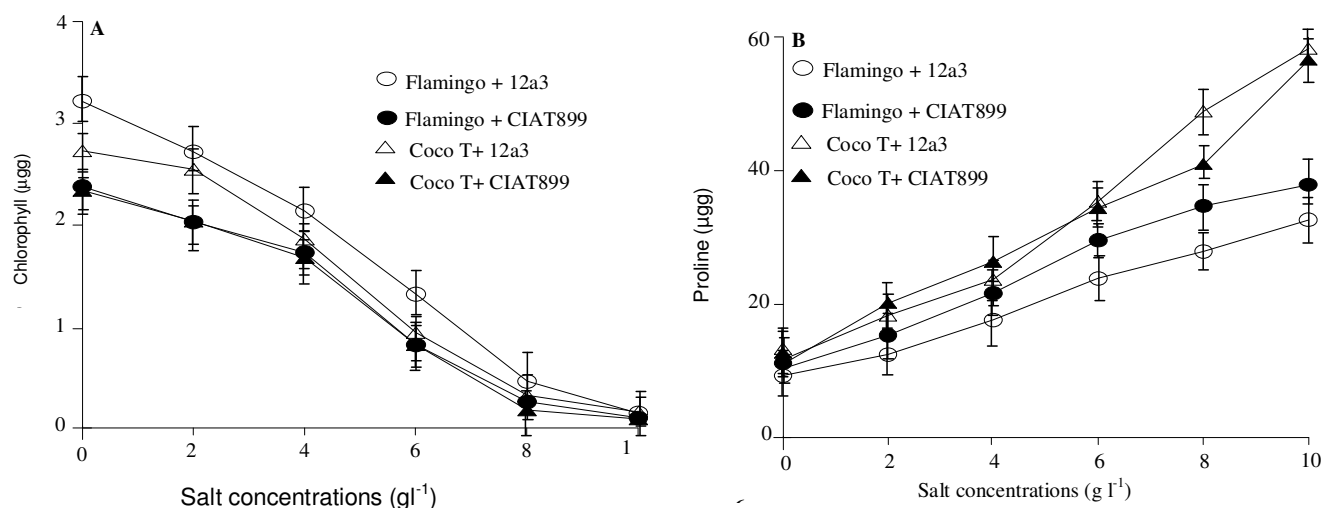 A
4
3
2
1
0
Chlorophyll (µgg)
Flamingo + 12a3
Flamingo + CIAT899
Coco T+ 12a3
Coco T+ CIAT899
0 2 4 6 8 1
Salt concentrations (gl⁻¹)
B
60
40
20
0
Proline (µgg)
Flamingo + 12a3
Flamingo + CIAT899
Coco T+ 12a3
Coco T+ CIAT899
0 2 4 6 8 10
Salt concentrations (g l⁻¹)